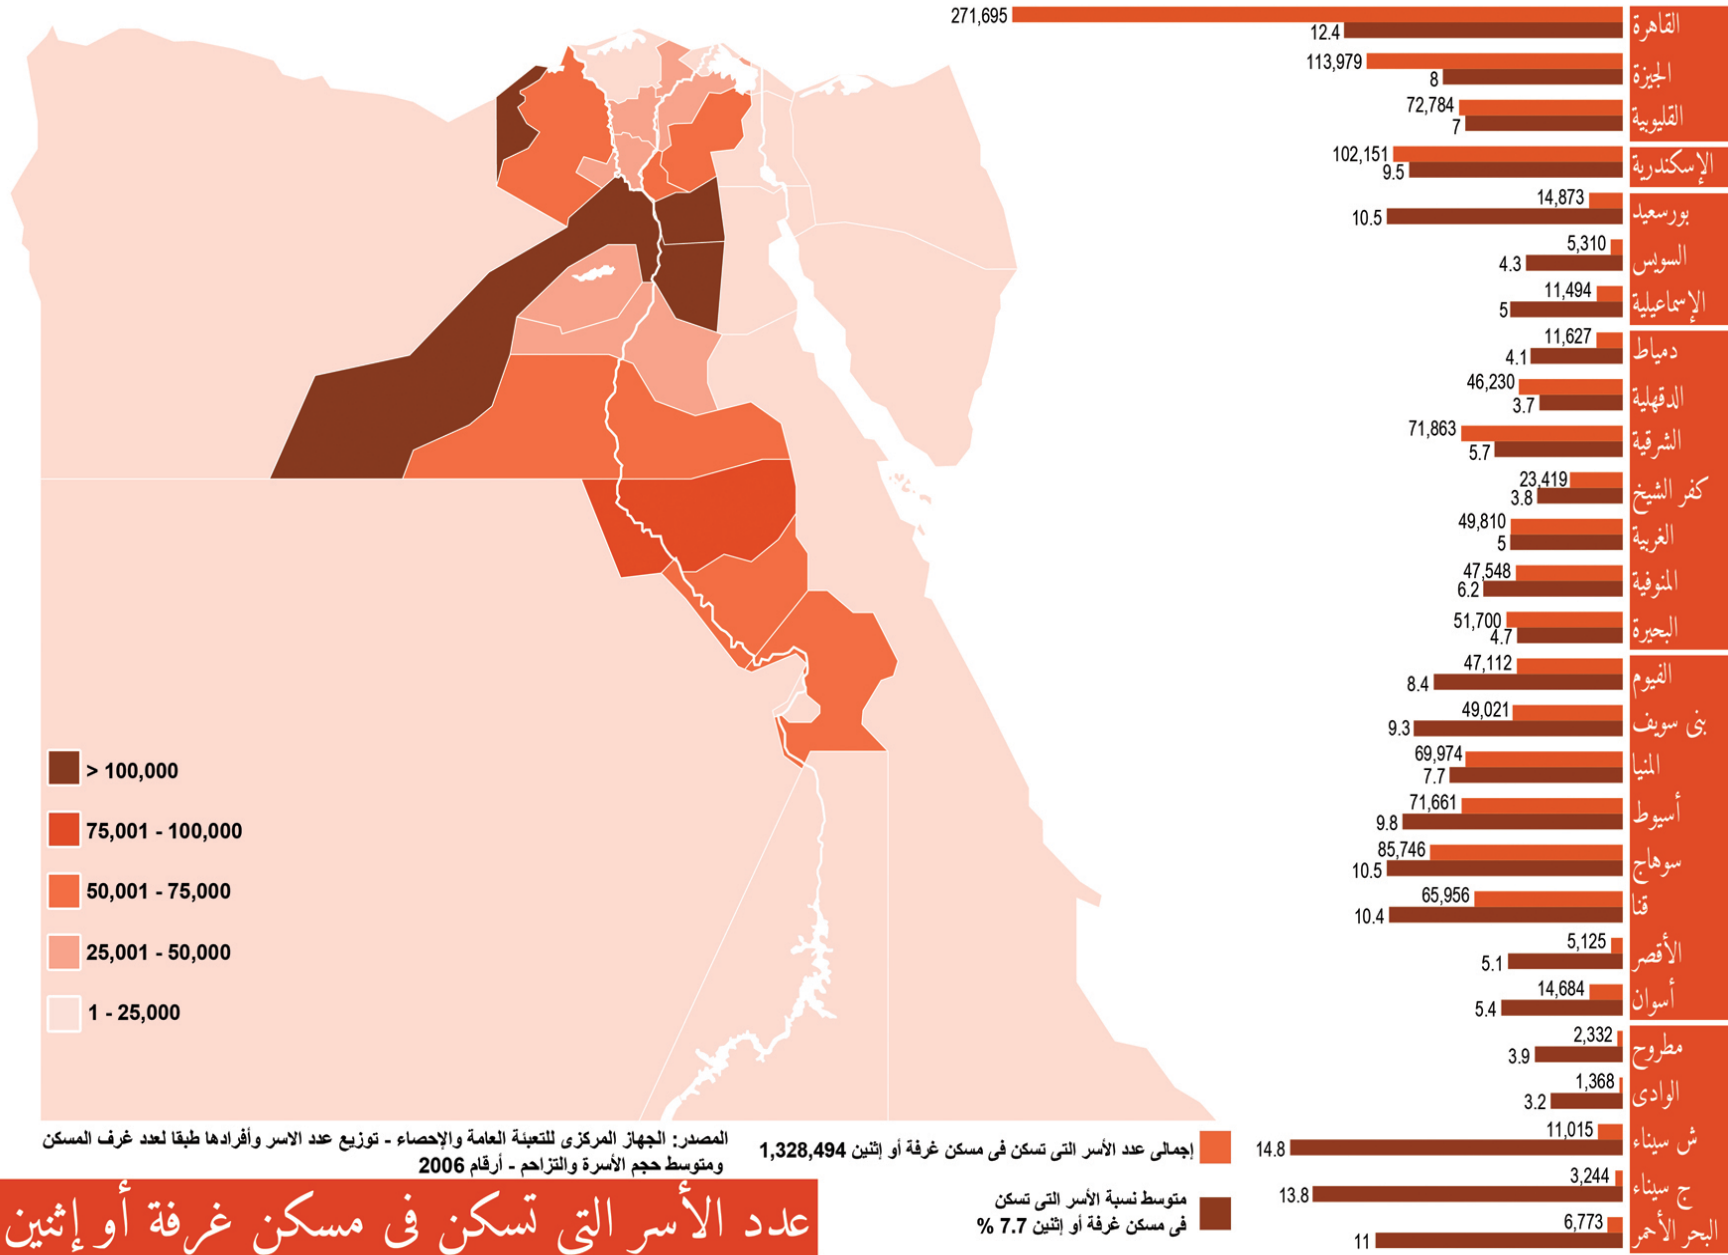 القاهرة
271,695
12.4
الجيزة
113,979
8
القليوبية
72,784
7
الإسكندرية
102,151
9.5
بورسعيد
14,873
10.5
السويس
5,310
4.3
الإسماعيلية
11,494
5
دمياط
11,627
4.1
الدقهلية
46,230
3.7
الشرقية
71,863
5.7
كفر الشيخ
23,419
3.8
الغربية
49,810
5
المنوفية
47,548
6.2
البحيرة
51,700
4.7
الفيوم
47,112
8.4
بنى سويف
49,021
9.3
المنيا
69,974
7.7
أسيوط
71,661
9.8
سوهاج
85,746
10.5
قنا
65,956
10.4
الأقصر
5,125
5.1
أسوان
14,684
5.4
مطروح
2,332
3.9
الوادى
1,368
3.2
ش سيناء
11,015
14.8
ج سيناء
3,244
13.8
البحر الأحمر
6,773
11
> 100,000
75,001 - 100,000
50,001 - 75,000
25,001 - 50,000
1 - 25,000
إجمالى عدد الأسر التى تسكن فى مسكن غرفة أو إثنين 1,328,494
متوسط نسبة الأسر التى تسكن
فى مسكن غرفة أو إثنين 7.7 %
المصدر: الجهاز المركزى للتعبئة العامة والإحصاء - توزيع عدد الاسر وأفرادها طبقا لعدد غرف المسكن
ومتوسط حجم الأسرة والتزاحم - أرقام 2006
عدد الأسر التى تسكن فى مسكن غرفة أو إثنين